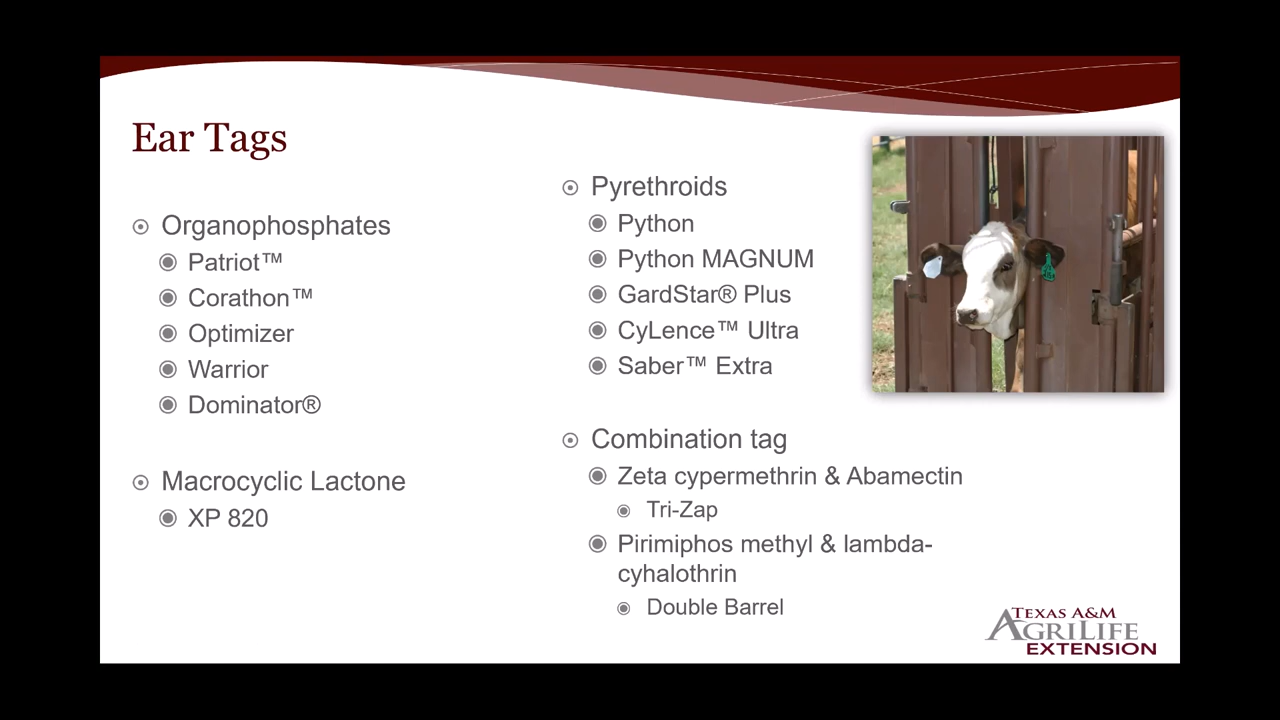 Ear Tags
Organophosphates
Patriot™
Corathon™
Optimizer
Warrior
Dominator®
Macrocyclic Lactone
XP 820
Pyrethroids
Python
Python MAGNUM
GardStar® Plus
CyLence™ Ultra
Saber™ Extra
Combination tag
Zeta cypermethrin & Abamectin
Tri-Zap
Pirimiphos methyl & lambda-
cyhalothrin
Double Barrel
TEXAS A&M
AGRILIFE
EXTENSION